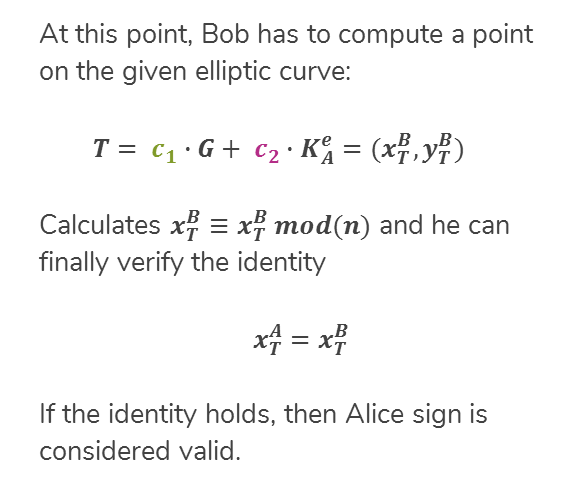 At this point, Bob has to compute a point
on the given elliptic curve:
T = c₁ · G + c₂ · K_A^e = (x_T^B, y_T^B)
Calculates x_T^B ≡ x_T^B mod(n) and he can
finally verify the identity
x_T^A = x_T^B
If the identity holds, then Alice sign is
considered valid.